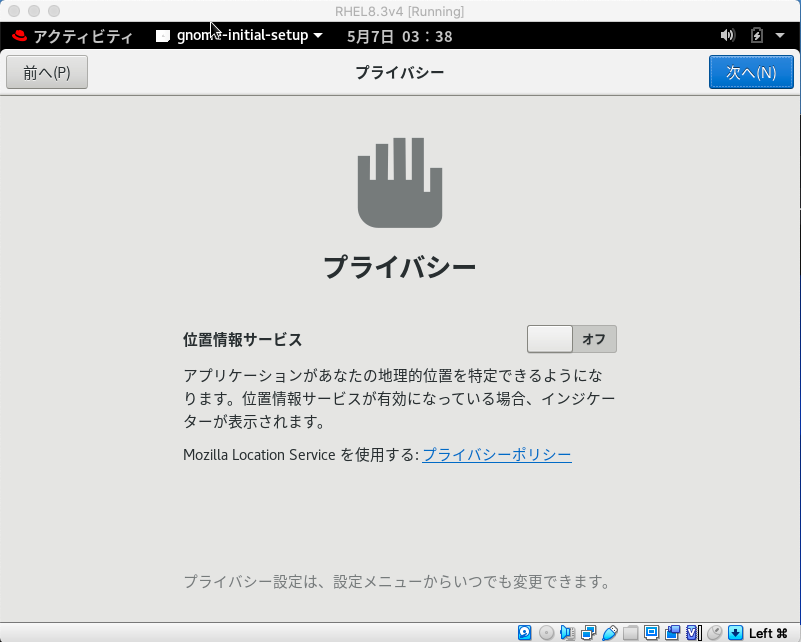 RHEL8.3v4 [Running]
アクティビティ gnome-initial-setup 5月7日 03：38
前へ(P) プライバシー 次へ(N)
プライバシー
位置情報サービス オフ
アプリケーションがあなたの地理的位置を特定できるようにな
ります。位置情報サービスが有効になっている場合、インジケー
ターが表示されます。
Mozilla Location Service を使用する: プライバシーポリシー
プライバシー設定は、設定メニューからいつでも変更できます。
Left ⌘